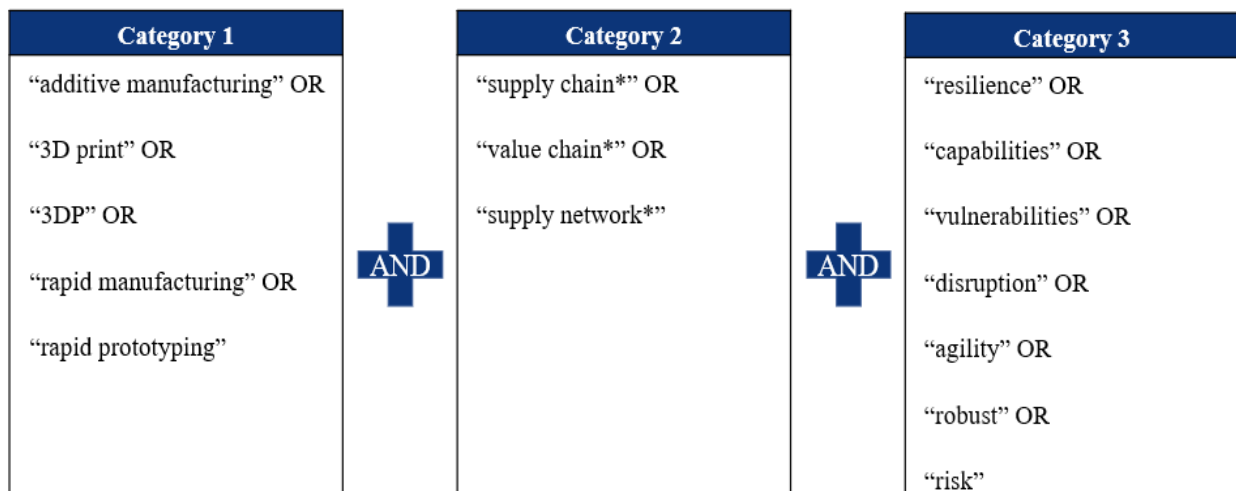 Category 1
“additive manufacturing” OR
“3D print” OR
“3DP” OR
“rapid manufacturing” OR
“rapid prototyping”
AND
Category 2
“supply chain*” OR
“value chain*” OR
“supply network*”
AND
Category 3
“resilience” OR
“capabilities” OR
“vulnerabilities” OR
“disruption” OR
“agility” OR
“robust” OR
“risk”